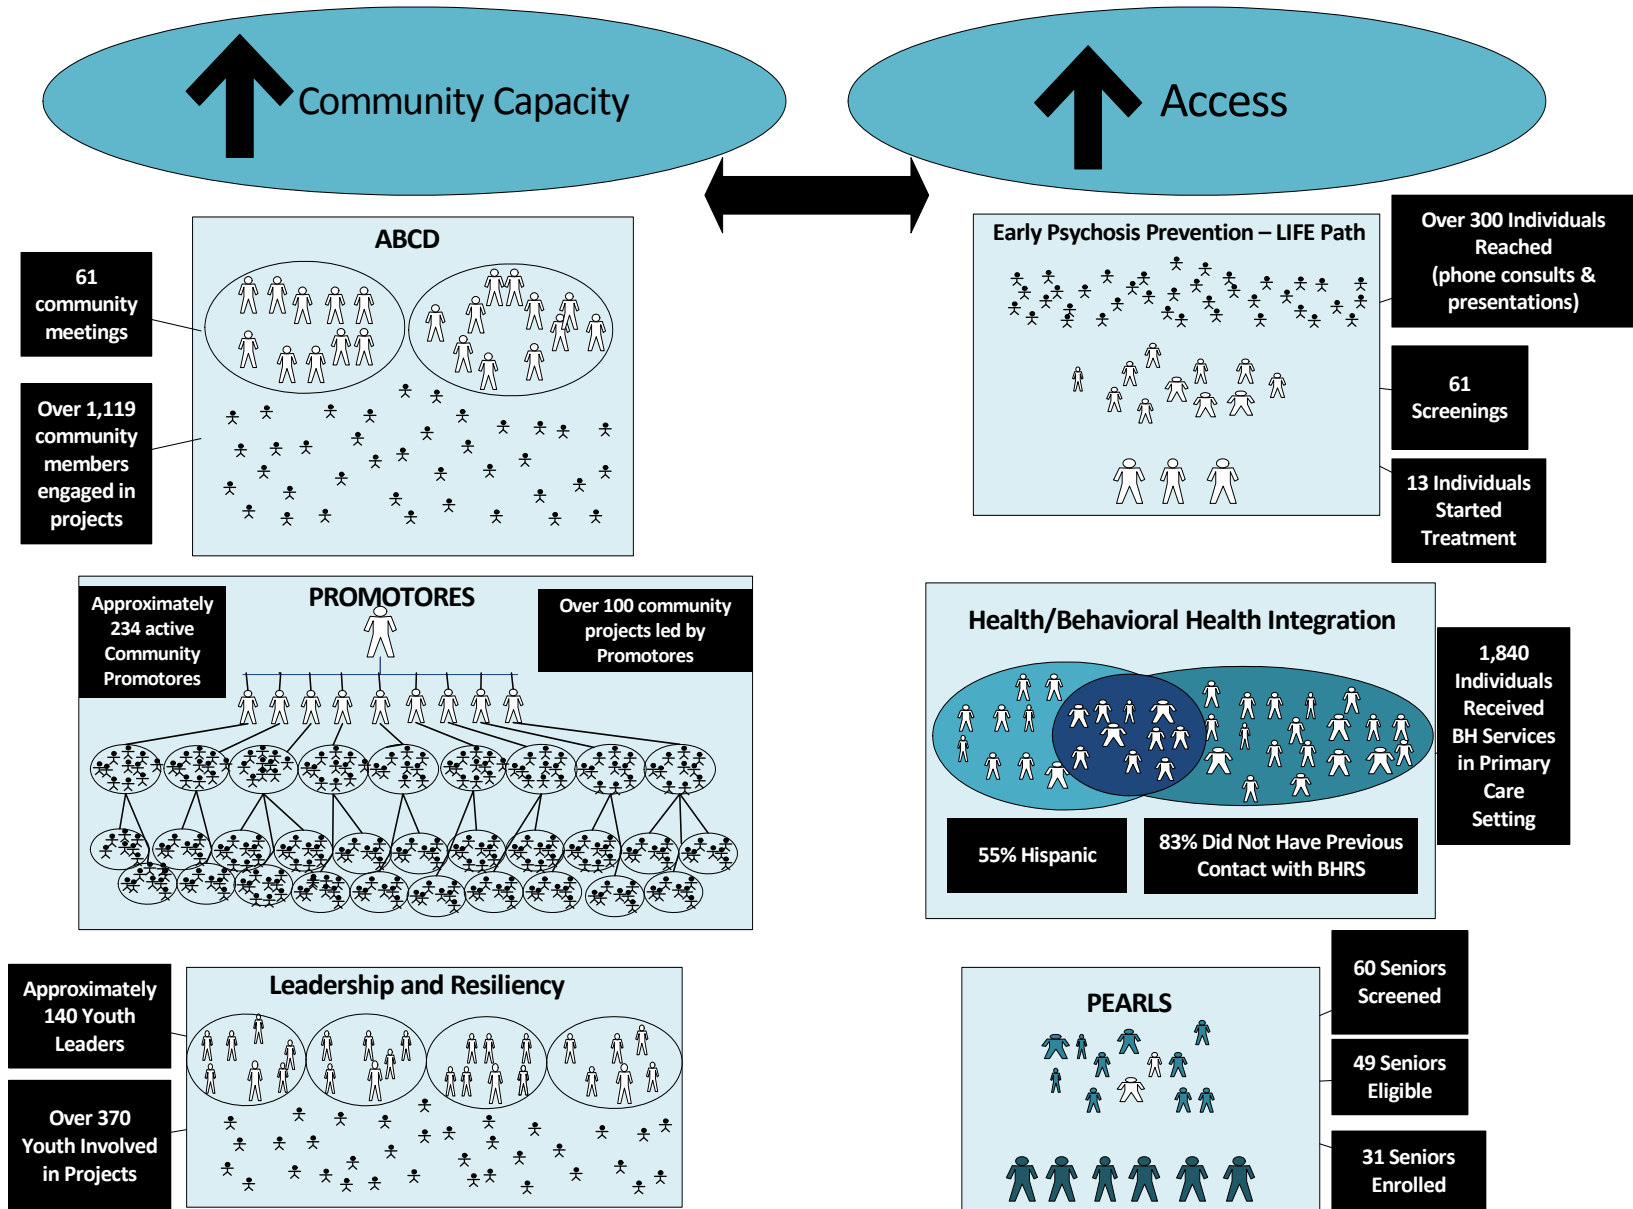 Community Capacity
Access
ABCD
61
community
meetings
Over 1,119
community
members
engaged in
projects
PROMOTORES
Approximately
234 active
Community
Promotores
Over 100 community
projects led by
Promotores
Leadership and Resiliency
Approximately
140 Youth
Leaders
Over 370
Youth Involved
in Projects
Early Psychosis Prevention – LIFE Path
Over 300 Individuals
Reached
(phone consults &
presentations)
61
Screenings
13 Individuals
Started
Treatment
Health/Behavioral Health Integration
1,840
Individuals
Received
BH Services
in Primary
Care
Setting
55% Hispanic
83% Did Not Have Previous
Contact with BHRS
PEARLS
60 Seniors
Screened
49 Seniors
Eligible
31 Seniors
Enrolled